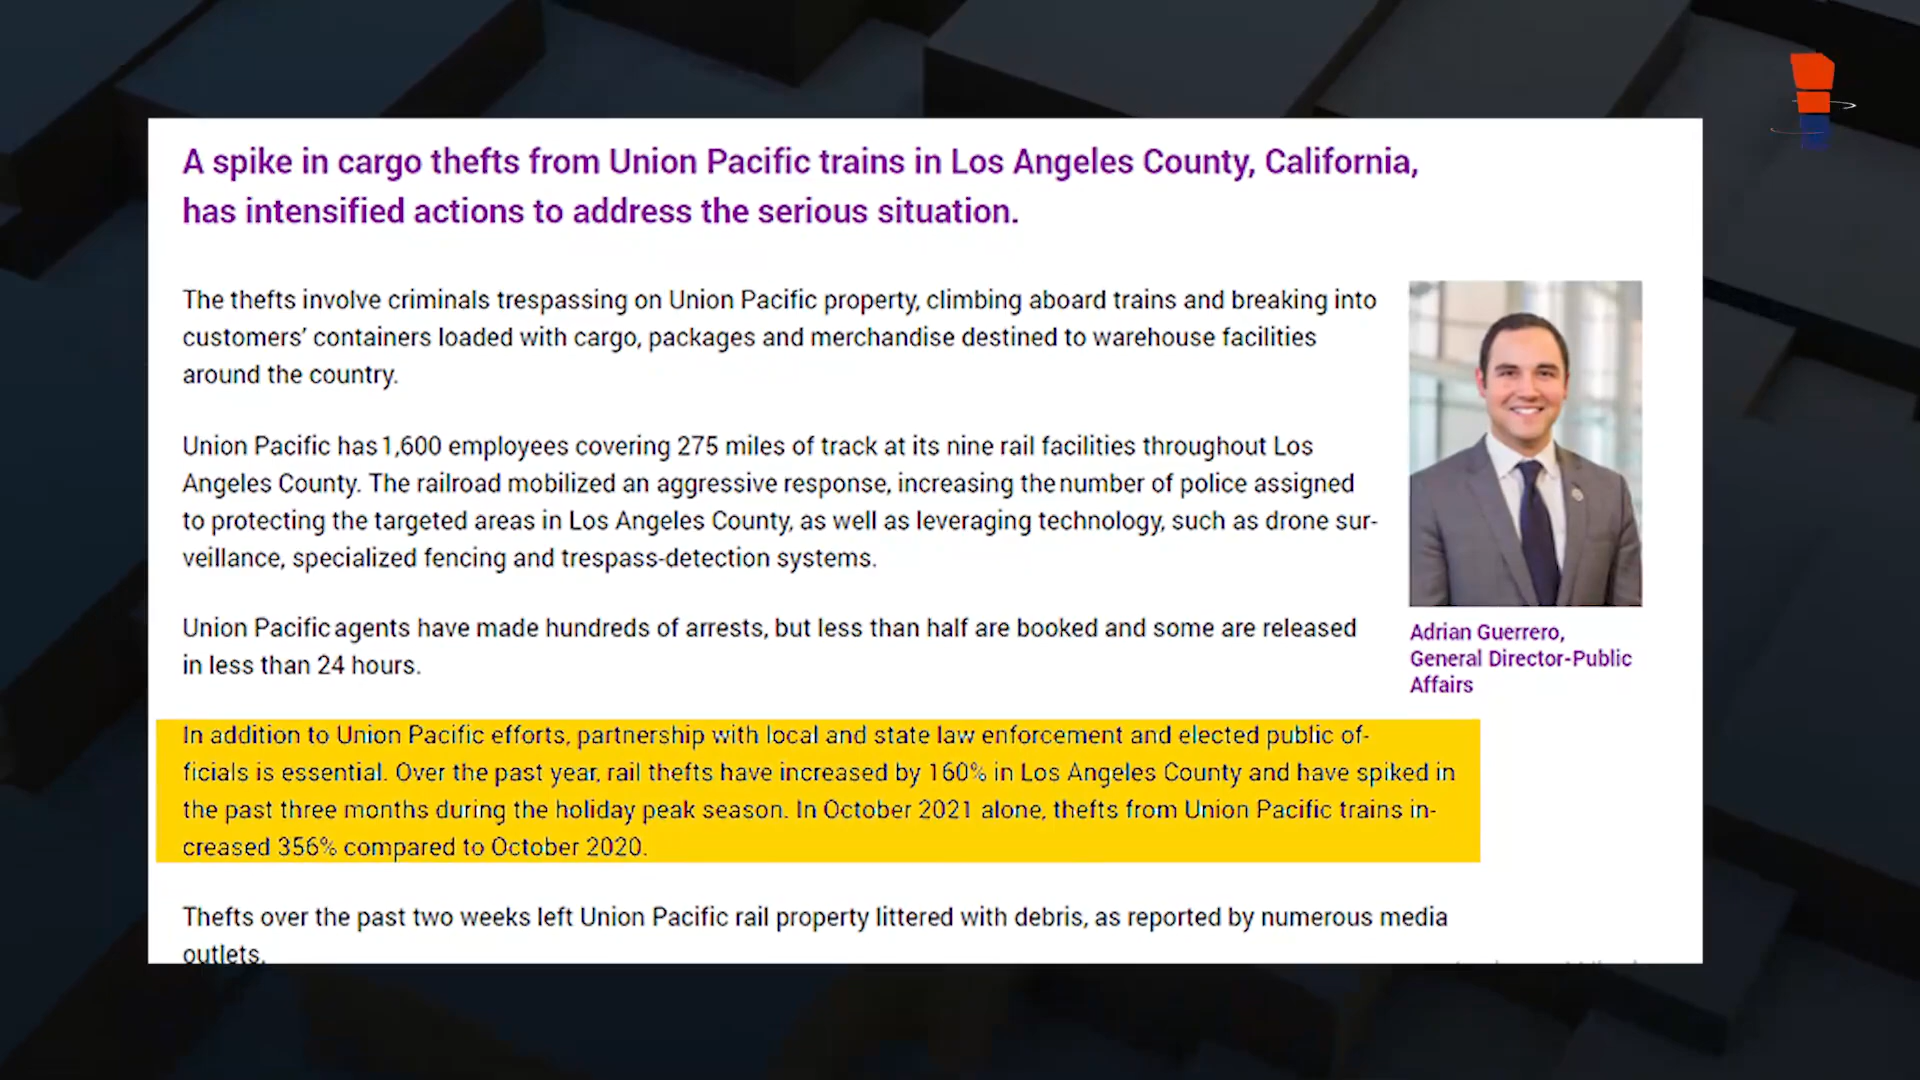 A spike in cargo thefts from Union Pacific trains in Los Angeles County, California,
has intensified actions to address the serious situation.
The thefts involve criminals trespassing on Union Pacific property, climbing aboard trains and breaking into
customers' containers loaded with cargo, packages and merchandise destined to warehouse facilities
around the country.
Union Pacific has 1,600 employees covering 275 miles of track at its nine rail facilities throughout Los
Angeles County. The railroad mobilized an aggressive response, increasing the number of police assigned
to protecting the targeted areas in Los Angeles County, as well as leveraging technology, such as drone sur-
veillance, specialized fencing and trespass-detection systems.
Union Pacific agents have made hundreds of arrests, but less than half are booked and some are released
in less than 24 hours.
Adrian Guerrero,
General Director-Public
Affairs
In addition to Union Pacific efforts, partnership with local and state law enforcement and elected public of-
ficials is essential. Over the past year, rail thefts have increased by 160% in Los Angeles County and have spiked in
the past three months during the holiday peak season. In October 2021 alone, thefts from Union Pacific trains in-
creased 356% compared to October 2020.
Thefts over the past two weeks left Union Pacific rail property littered with debris, as reported by numerous media
outlets.